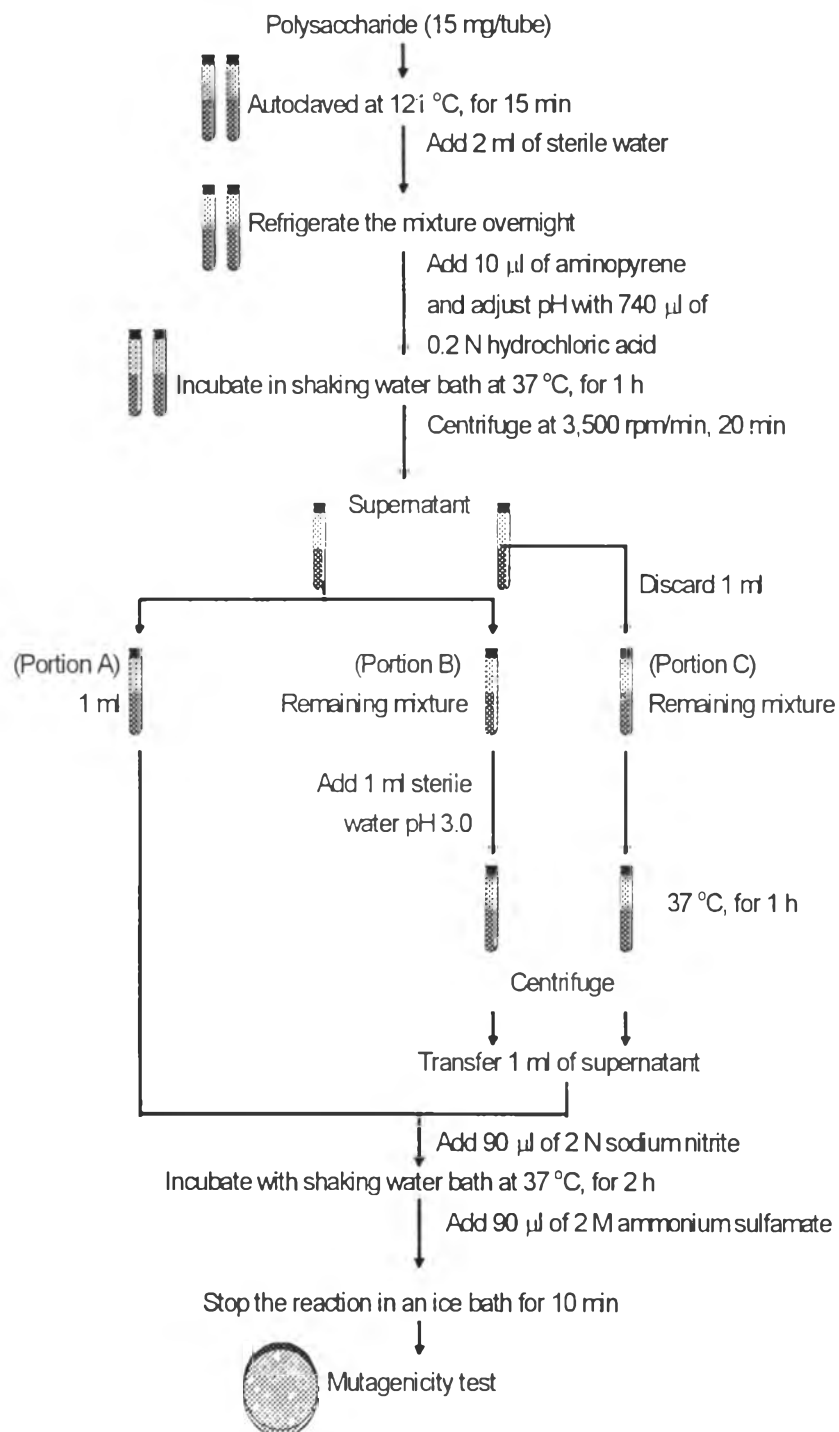 Polysaccharide (15 mg/tube)
Autoclaved at 121 °C, for 15 min
Add 2 ml of sterile water
Refrigerate the mixture overnight
Add 10 µl of aminopyrene
and adjust pH with 740 µl of
0.2 N hydrochloric acid
Incubate in shaking water bath at 37 °C, for 1 h
Centrifuge at 3,500 rpm/min, 20 min
Supernatant
Discard 1 ml
(Portion A)
1 ml
(Portion B)
Remaining mixture
(Portion C)
Remaining mixture
Add 1 ml sterile
water pH 3.0
37 °C, for 1 h
Centrifuge
Transfer 1 ml of supernatant
Add 90 µl of 2 N sodium nitrite
Incubate with shaking water bath at 37 °C, for 2 h
Add 90 µl of 2 M ammonium sulfamate
Stop the reaction in an ice bath for 10 min
Mutagenicity test